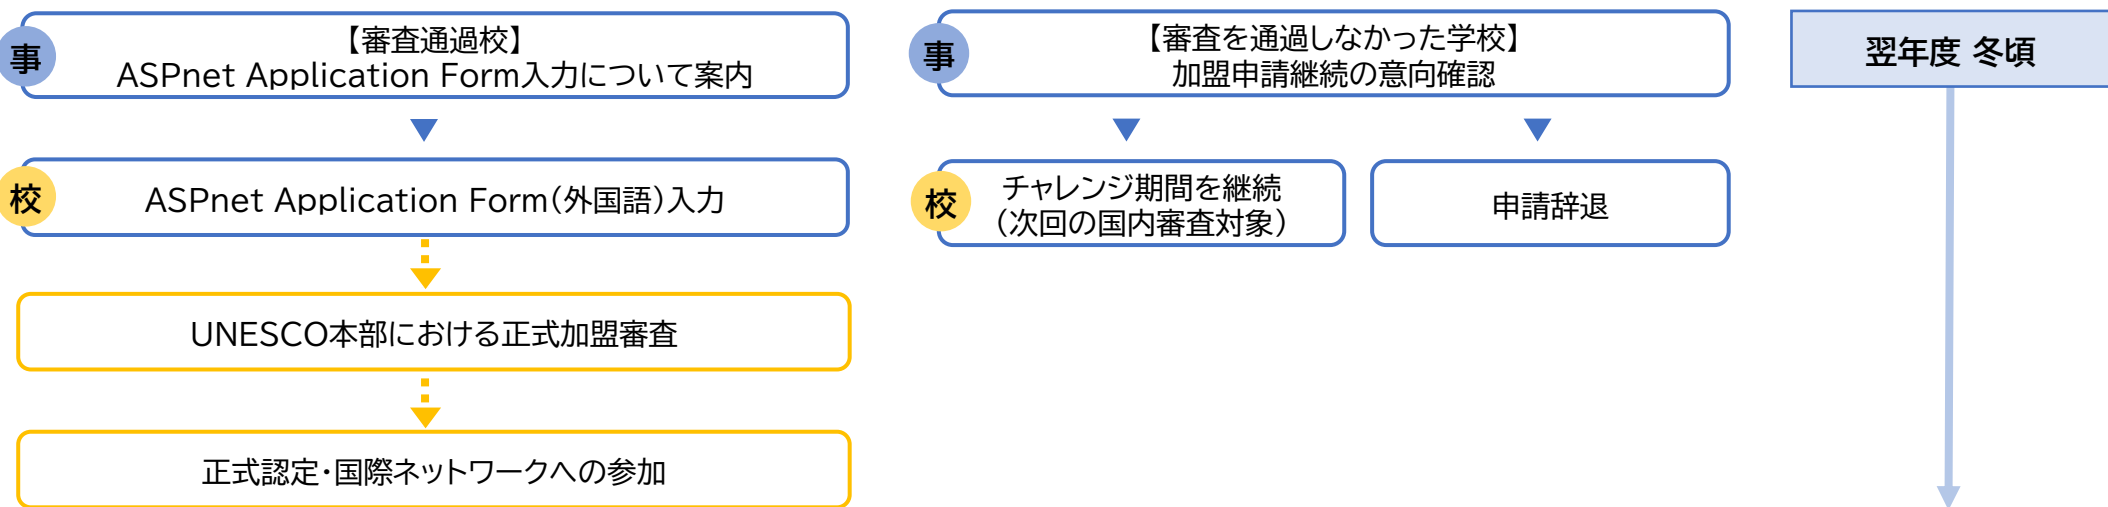 事
【審査通過校】
ASPnet Application Form入力について案内
校
ASPnet Application Form（外国語）入力
UNESCO本部における正式加盟審査
正式認定・国際ネットワークへの参加
事
【審査を通過しなかった学校】
加盟申請継続の意向確認
校
チャレンジ期間を継続
（次回の国内審査対象）
申請辞退
翌年度 冬頃